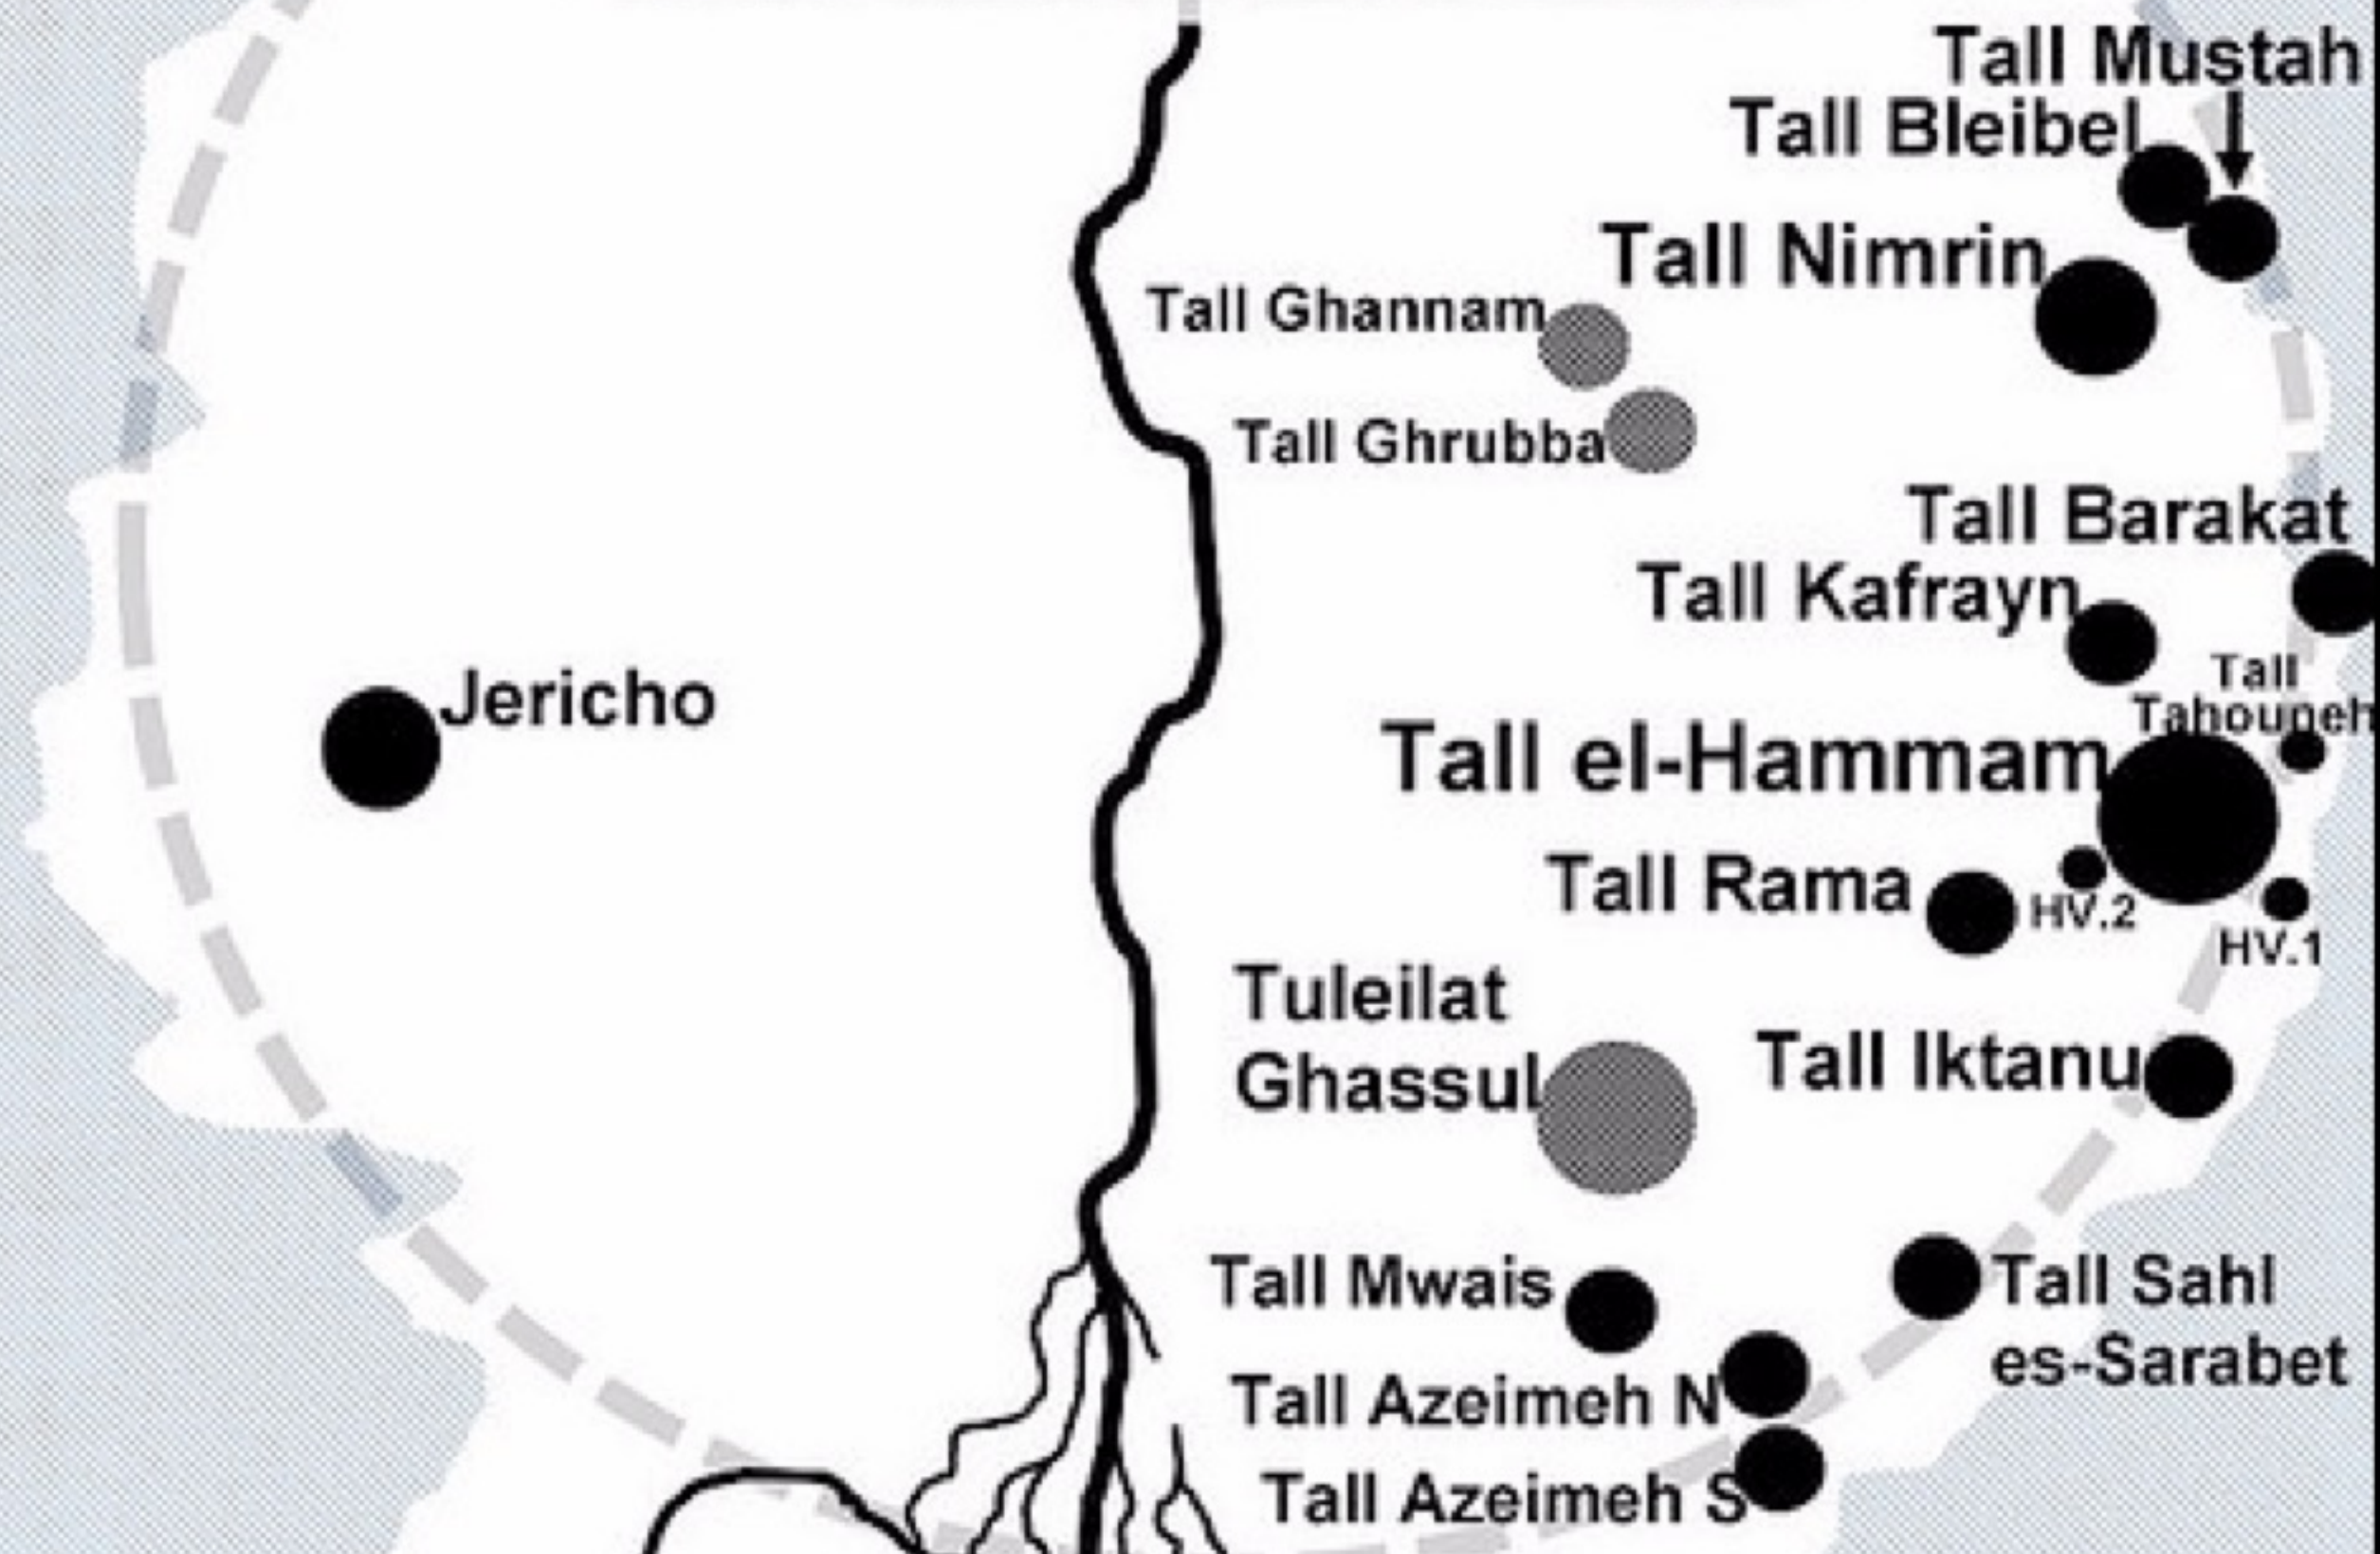 Tall Mustah
Tall Bleibel
Tall Nimrin
Tall Ghannam
Tall Ghrubba
Tall Barakat
Tall Kafrayn
Tall
Tahouneh
Jericho
Tall el-Hammam
Tall Rama
HV.2
HV.1
Tuleilat
Ghassul
Tall Iktanu
Tall Mwais
Tall Sahl
es-Sarabet
Tall Azeimeh N
Tall Azeimeh S